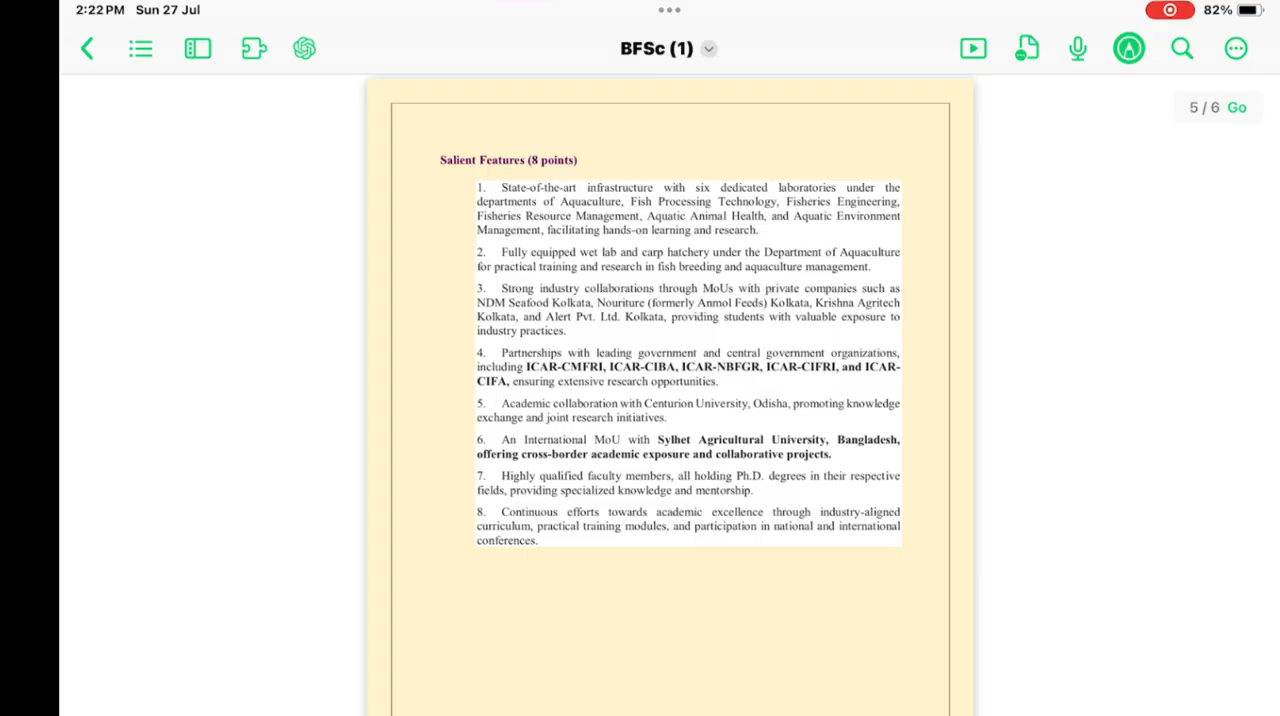 2:22 PM Sun 27 Jul
82%
BFSc (1)
5 / 6 Go
Salient Features (8 points)
1. State-of-the-art infrastructure with six dedicated laboratories under the
departments of Aquaculture, Fish Processing Technology, Fisheries Engineering,
Fisheries Resource Management, Aquatic Animal Health, and Aquatic Environment
Management, facilitating hands-on learning and research.
2. Fully equipped wet lab and carp hatchery under the Department of Aquaculture
for practical training and research in fish breeding and aquaculture management.
3. Strong industry collaborations through MoUs with private companies such as
NDM Seafood Kolkata, Nouriture (formerly Anmol Feeds) Kolkata, Krishna Agritech
Kolkata, and Alert Pvt. Ltd. Kolkata, providing students with valuable exposure to
industry practices.
4. Partnerships with leading government and central government organizations,
including ICAR-CMFRI, ICAR-CIBA, ICAR-NBFGR, ICAR-CIFRI, and ICAR-
CIFA, ensuring extensive research opportunities.
5. Academic collaboration with Centurion University, Odisha, promoting knowledge
exchange and joint research initiatives.
6. An International MoU with Sylhet Agricultural University, Bangladesh,
offering cross-border academic exposure and collaborative projects.
7. Highly qualified faculty members, all holding Ph.D. degrees in their respective
fields, providing specialized knowledge and mentorship.
8. Continuous efforts towards academic excellence through industry-aligned
curriculum, practical training modules, and participation in national and international
conferences.